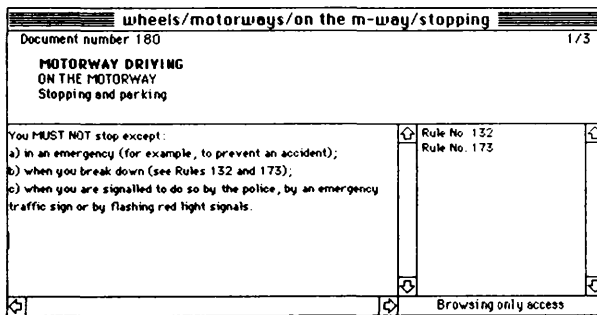 wheels/motorways/on the m-way/stopping
Document number 180 1/3
MOTORWAY DRIVING
ON THE MOTORWAY
Stopping and parking
You MUST NOT stop except:
a) in an emergency (for example, to prevent an accident);
b) when you break down (see Rules 132 and 173);
c) when you are signalled to do so by the police, by an emergency
traffic sign or by flashing red light signals.
Rule No. 132
Rule No. 173
Browsing only access